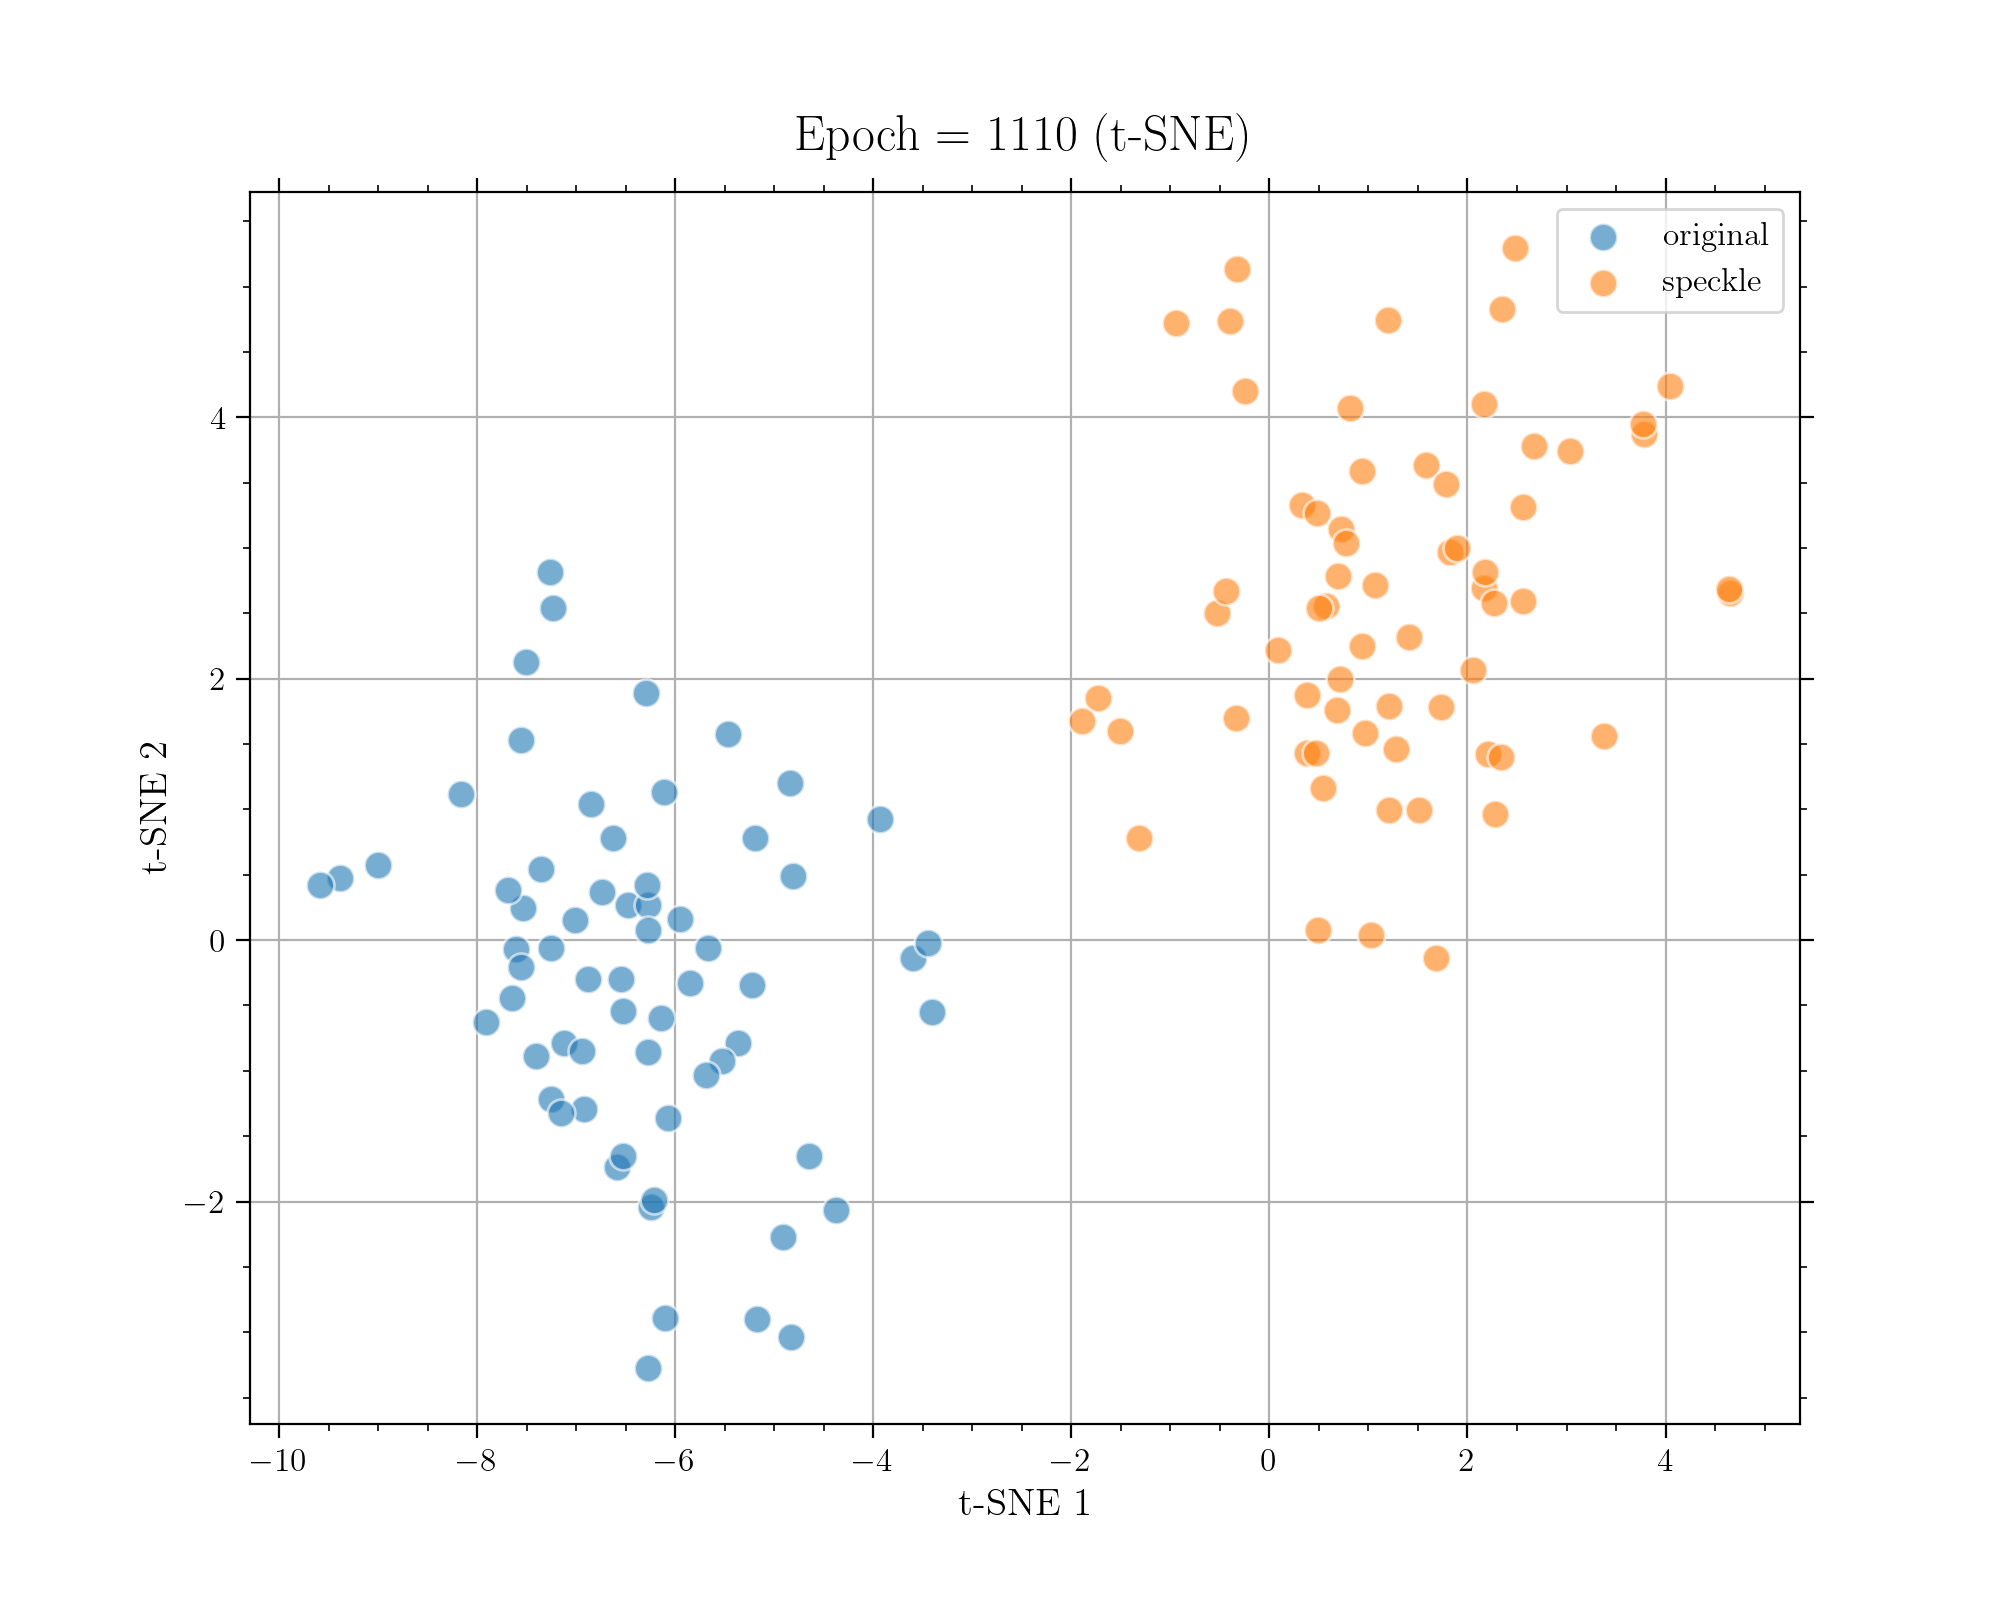 Epoch = 1110 (t-SNE)
original
speckle
4
2
0
−2
t-SNE 2
−10 −8 −6 −4 −2 0 2 4
t-SNE 1